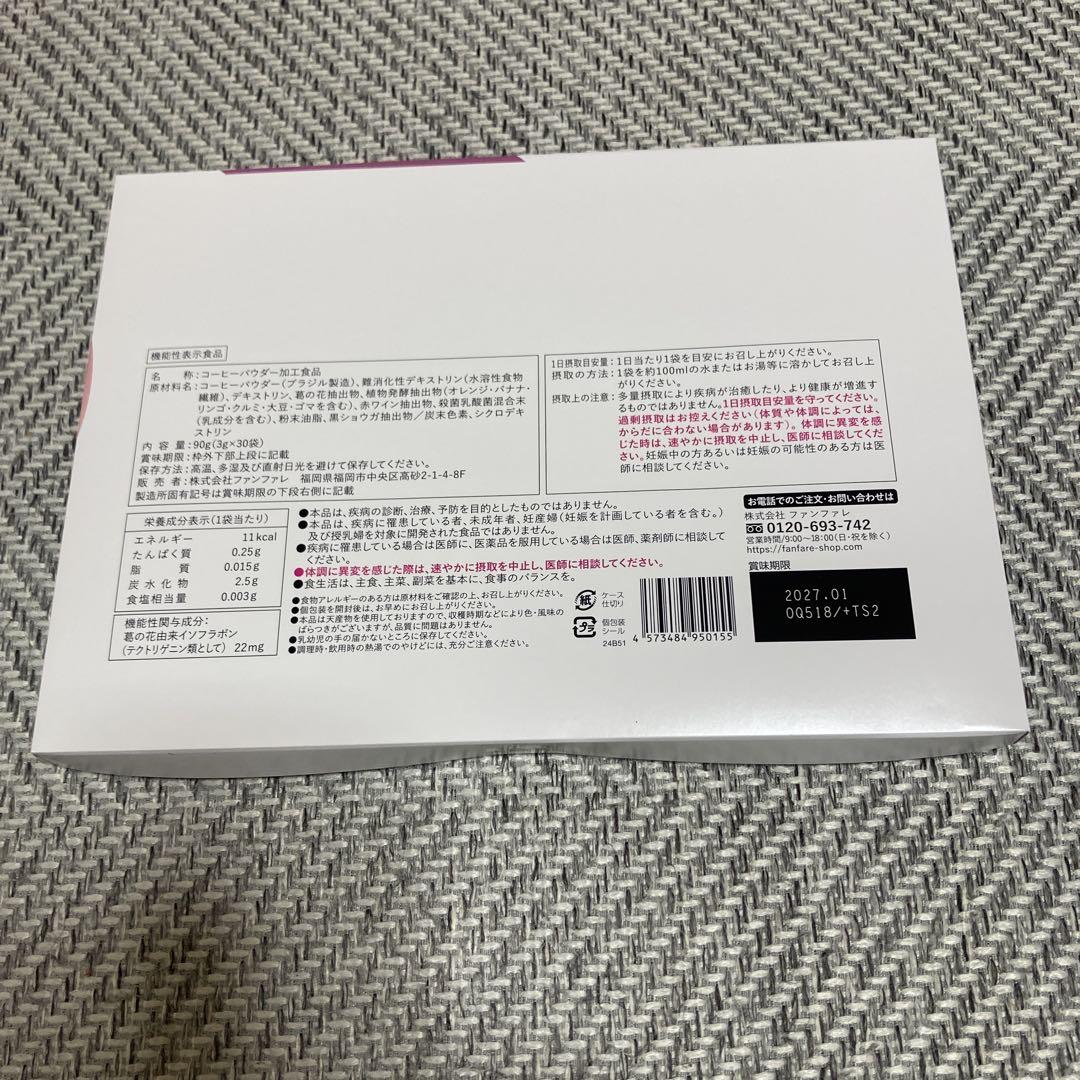 機能性表示食品
名　　称:コーヒーパウダー加工食品
原材料名:コーヒーパウダー(ブラジル製造)、難消化性デキストリン(水溶性食物
繊維)、デキストリン、葛の花抽出物、植物発酵抽出物(オレンジ・バナナ・
リンゴ・クルミ・大豆・ゴマを含む)、赤ワイン抽出物、殺菌乳酸菌混合末
(乳成分を含む)、粉末油脂、黒ショウガ抽出物/炭末色素、シクロデキ
ストリン
内 容 量:90g(3g×30袋)
賞味期限:枠外下部上段に記載
保存方法:高温、多湿及び直射日光を避けて保存してください。
販 売 者:株式会社ファンファレ　福岡県福岡市中央区高砂2-1-4-8F
製造所固有記号は賞味期限の下段右側に記載
1日摂取目安量:1日当たり1袋を目安にお召し上がりください。
摂取の方法:1袋を約100mlの水またはお湯等に溶かしてお召し上
がりください。
摂取上の注意:多量摂取により疾病が治癒したり、より健康が増進す
るものではありません。1日摂取目安量を守ってください。
過剰摂取はお控えください(体質や体調によっては、
からだに合わない場合があります)。体調に異変を感
じた時は、速やかに摂取を中止し、医師に相談してくだ
さい。妊娠中の方あるいは妊娠の可能性のある方は医
師に相談してください。
栄養成分表示(1袋当たり)
エネルギー 11kcal
たんぱく質 0.25g
脂　　質 0.015g
炭水化物 2.5g
食塩相当量 0.003g
機能性関与成分:
葛の花由来イソフラボン
(テクトリゲニン類として) 22mg
●本品は、疾病の診断、治療、予防を目的としたものではありません。
●本品は、疾病に罹患している者、未成年者、妊産婦(妊娠を計画している者を含む。)
及び授乳婦を対象に開発された食品ではありません。
●疾病に罹患している場合は医師に、医薬品を服用している場合は医師、薬剤師に相談して
ください。
●体調に異変を感じた際は、速やかに摂取を中止し、医師に相談してください。
●食生活は、主食、主菜、副菜を基本に、食事のバランスを。
●食物アレルギーのある方は原材料をご確認の上、お召し上がりください。
●個包装を開封後は、お早めにお召し上がりください。
●本品は天産物を使用しておりますので、収穫時期などにより色・風味の
ばらつきがございますが、品質に問題はありません。
●乳幼児の手の届かないところに保存してください。
●調理時・飲用時の熱湯でのやけどには、充分ご注意ください。
紙 ケース
仕切り
プラ 個包装
シール
24B51
4 573484 950155
お電話でのご注文・お問い合わせは
株式会社 ファンファレ
0120-693-742
営業時間/9:00〜18:00(日・祝を除く)
https://fanfare-shop.com/
賞味期限
2027.01
0Q518/+TS2